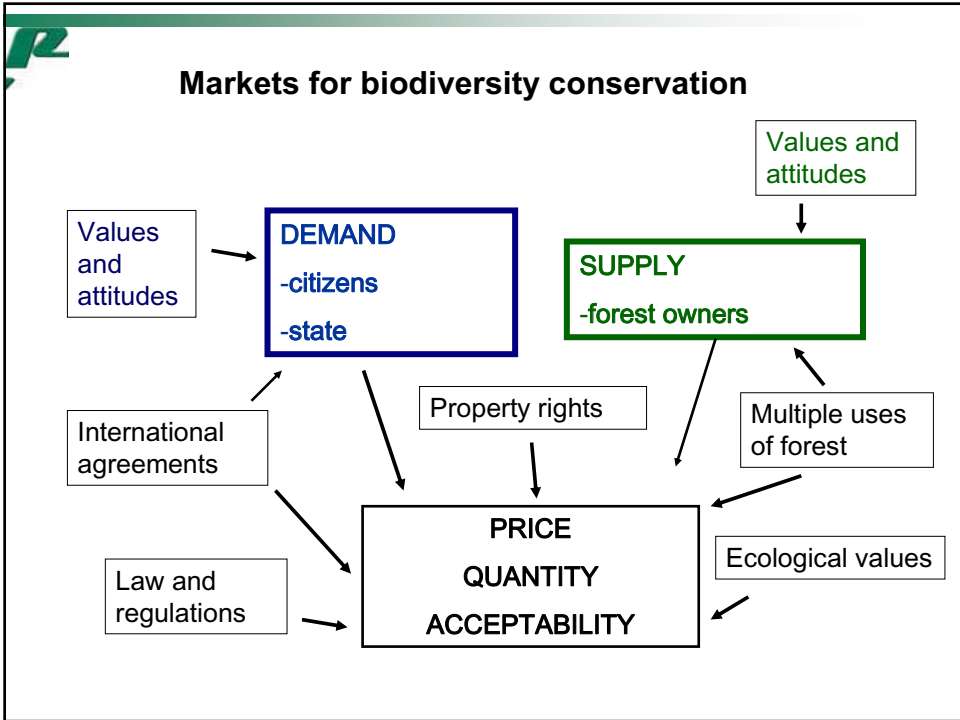 Markets for biodiversity conservation
Values and
attitudes
Values
and
attitudes
DEMAND
-citizens
-state
SUPPLY
-forest owners
International
agreements
Property rights
Multiple uses
of forest
PRICE
QUANTITY
ACCEPTABILITY
Ecological values
Law and
regulations